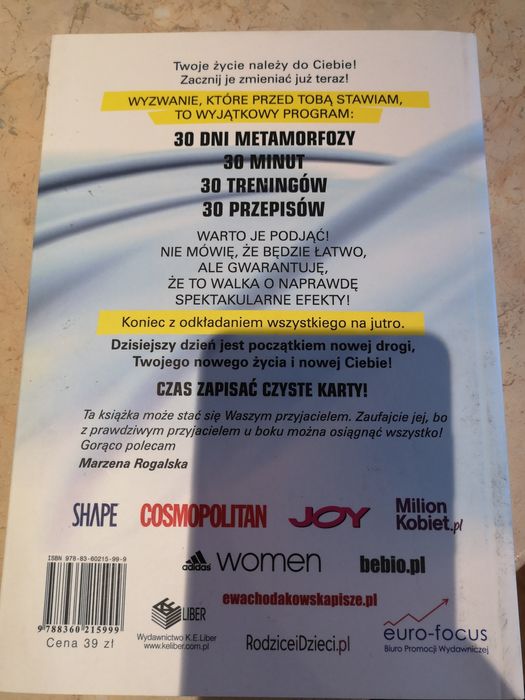 Twoje życie należy do Ciebie!
Zacznij je zmieniać już teraz!
WYZWANIE, KTÓRE PRZED TOBĄ STAWIAM,
TO WYJĄTKOWY PROGRAM:
30 DNI METAMORFOZY
30 MINUT
30 TRENINGÓW
30 PRZEPISÓW
WARTO JE PODJĄĆ!
NIE MÓWIĘ, ŻE BĘDZIE ŁATWO,
ALE GWARANTUJĘ,
ŻE TO WALKA O NAPRAWDĘ
SPEKTAKULARNE EFEKTY!
Koniec z odkładaniem wszystkiego na jutro.
Dzisiejszy dzień jest początkiem nowej drogi,
Twojego nowego życia i nowej Ciebie!
CZAS ZAPISAĆ CZYSTE KARTY!
Ta książka może stać się Waszym przyjacielem. Zaufajcie jej, bo
z prawdziwym przyjacielem u boku można osiągnąć wszystko!
Gorąco polecam
Marzena Rogalska
SHAPE COSMOPOLITAN JOY Milion
Kobiet.pl
ISBN 978-83-60215-99-9
adidas women bebio.pl
ewachodakowskapisze.pl
9 788360 215999
Cena 39 zł
LIBER
Wydawnictwo K.E.Liber
www.keliber.com.pl
RodziceiDzieci.pl
euro-focus
Biuro Promocji Wydawniczej